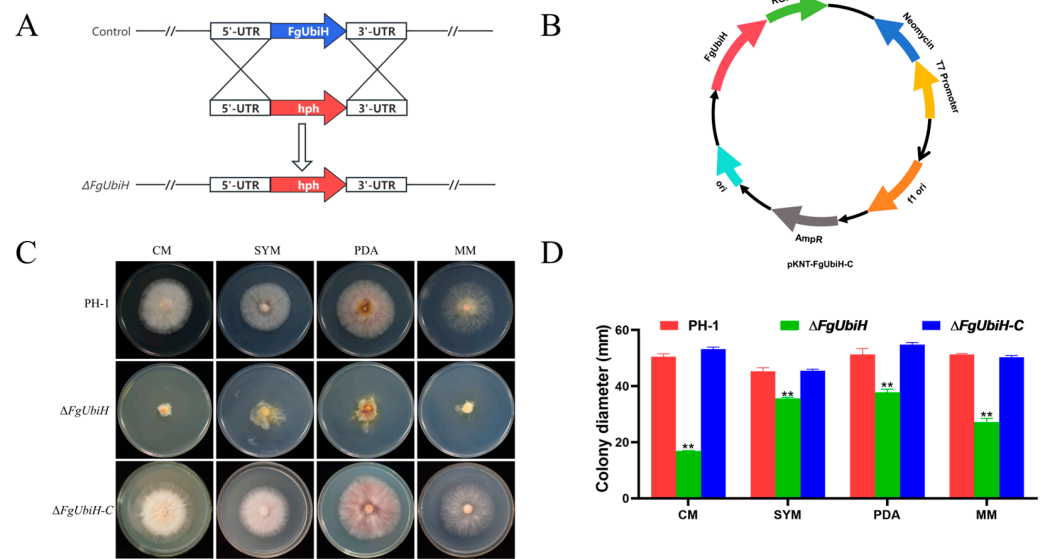 A
Control
5'-UTR
FgUbiH
3'-UTR
5'-UTR
hph
3'-UTR
ΔFgUbiH
5'-UTR
hph
3'-UTR
B
FgUbiH
Neomycin
T7 Promoter
f1 ori
AmpR
ori
pKNT-FgUbiH-C
C
CM SYM PDA MM
PH-1
ΔFgUbiH
ΔFgUbiH-C
D
PH-1 ΔFgUbiH ΔFgUbiH-C
Colony diameter (mm)
60
40
20
0
** ** ** **
CM SYM PDA MM